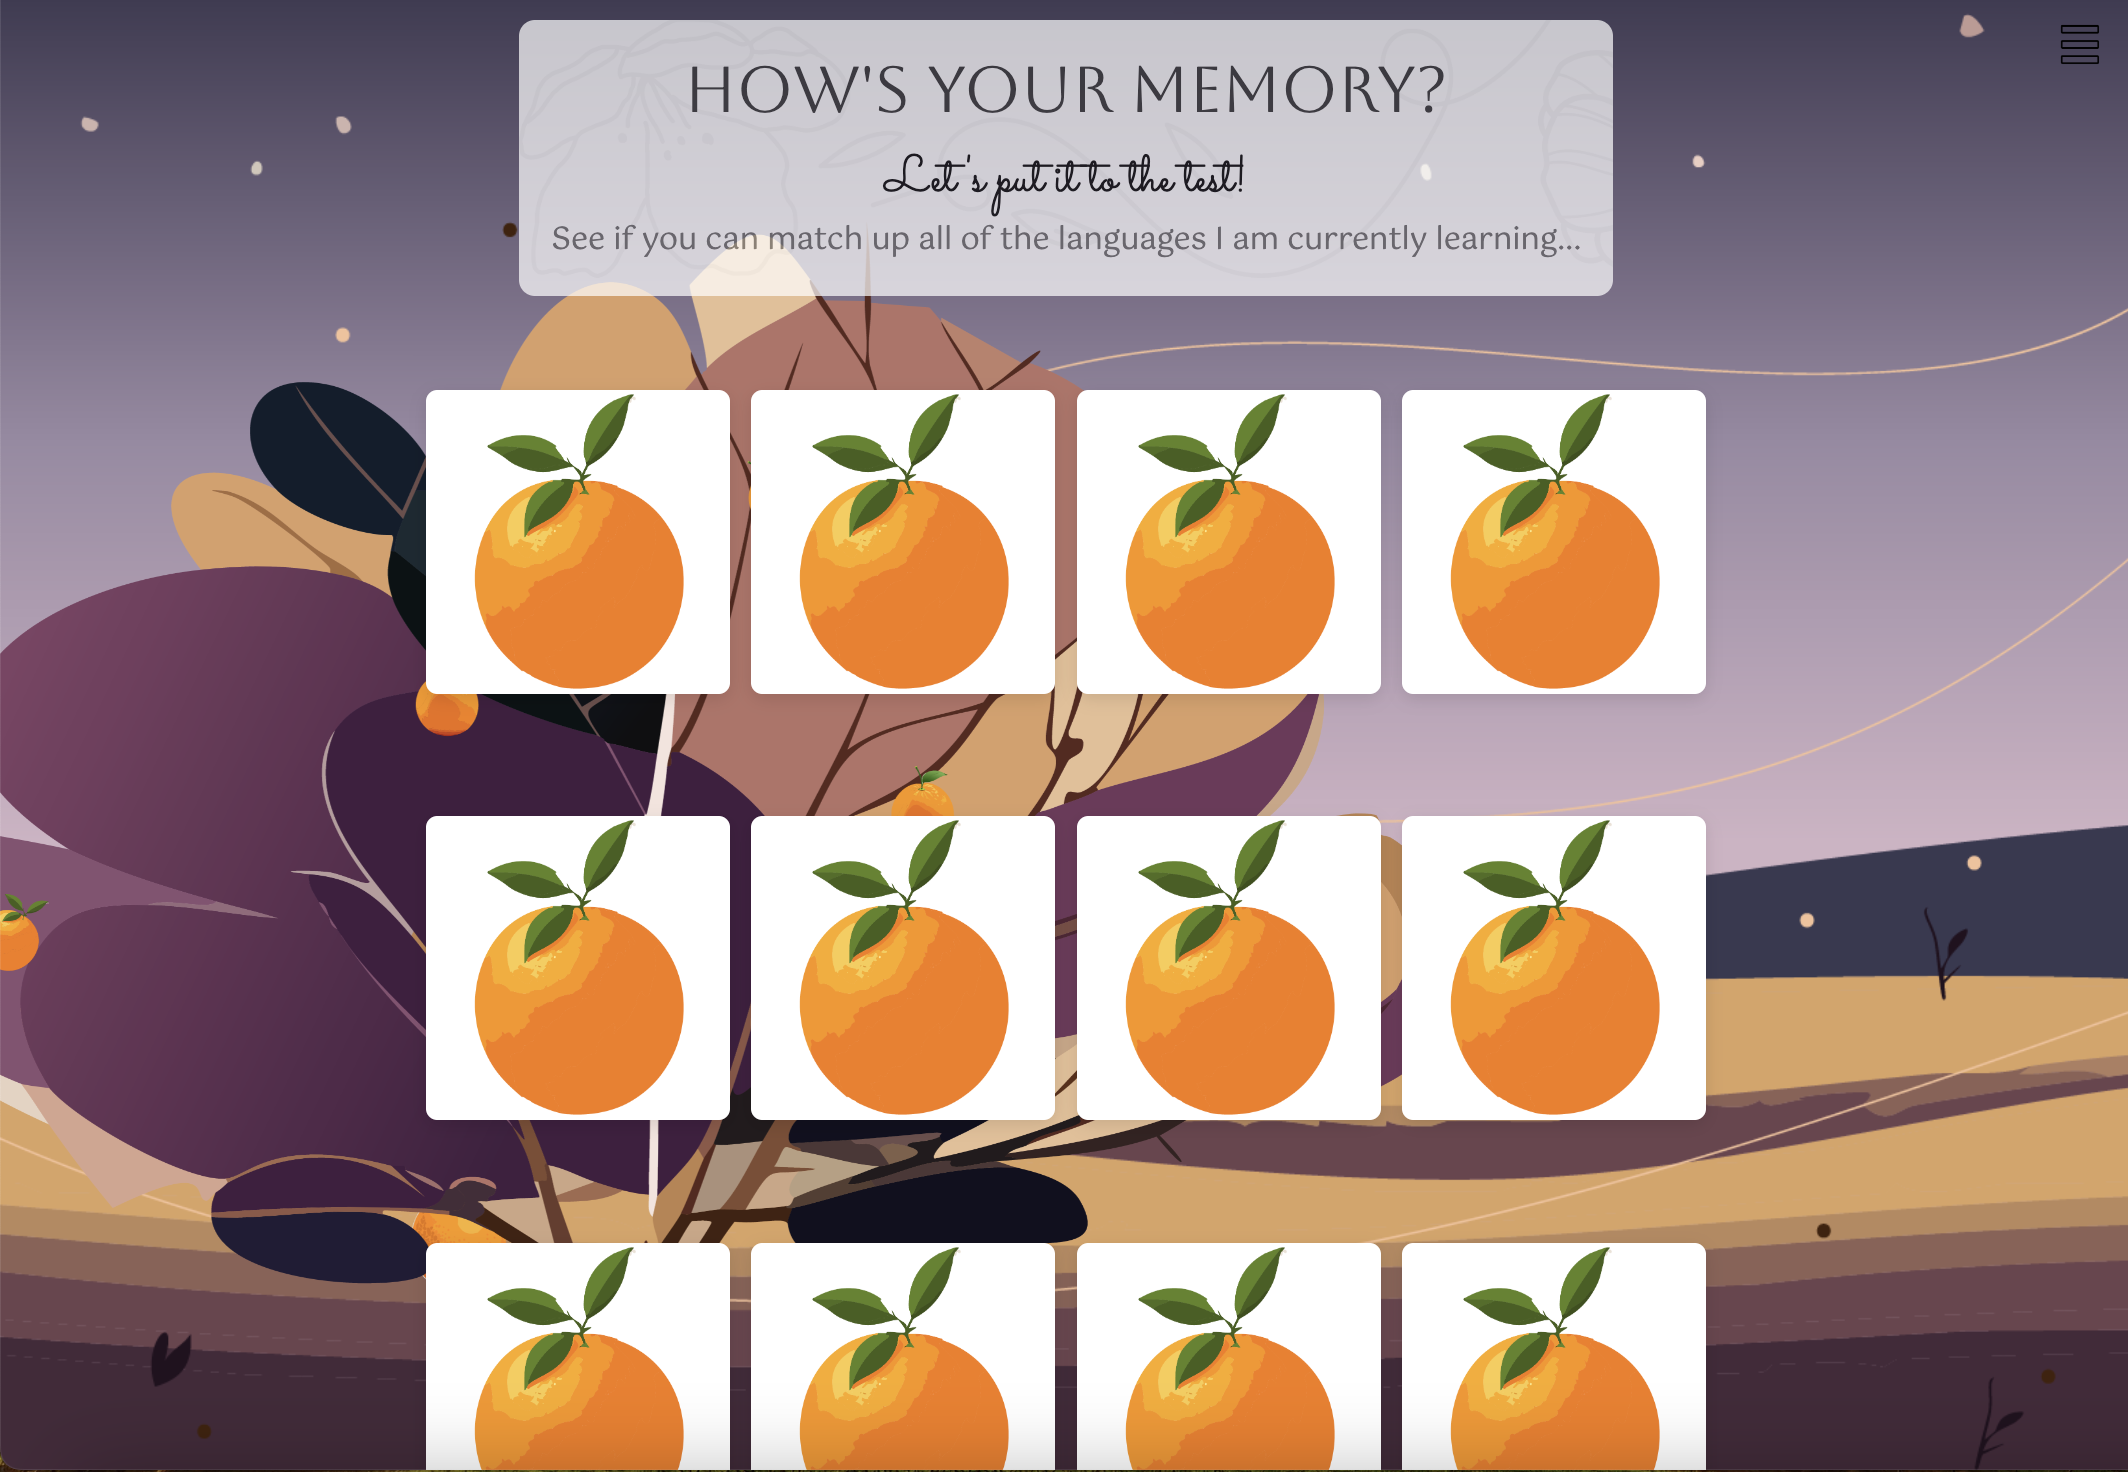 HOW'S YOUR MEMORY?
Let's put it to the test!
See if you can match up all of the languages I am currently learning...